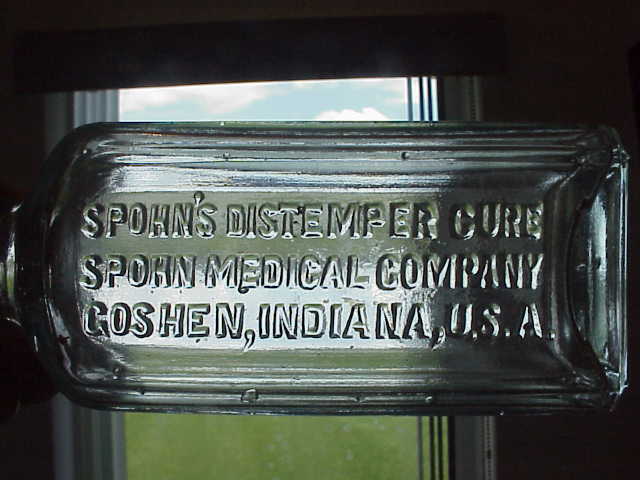 SPOHN'S DISTEMPER CURE
SPOHN MEDICAL COMPANY
GOSHEN, INDIANA, U.S.A.